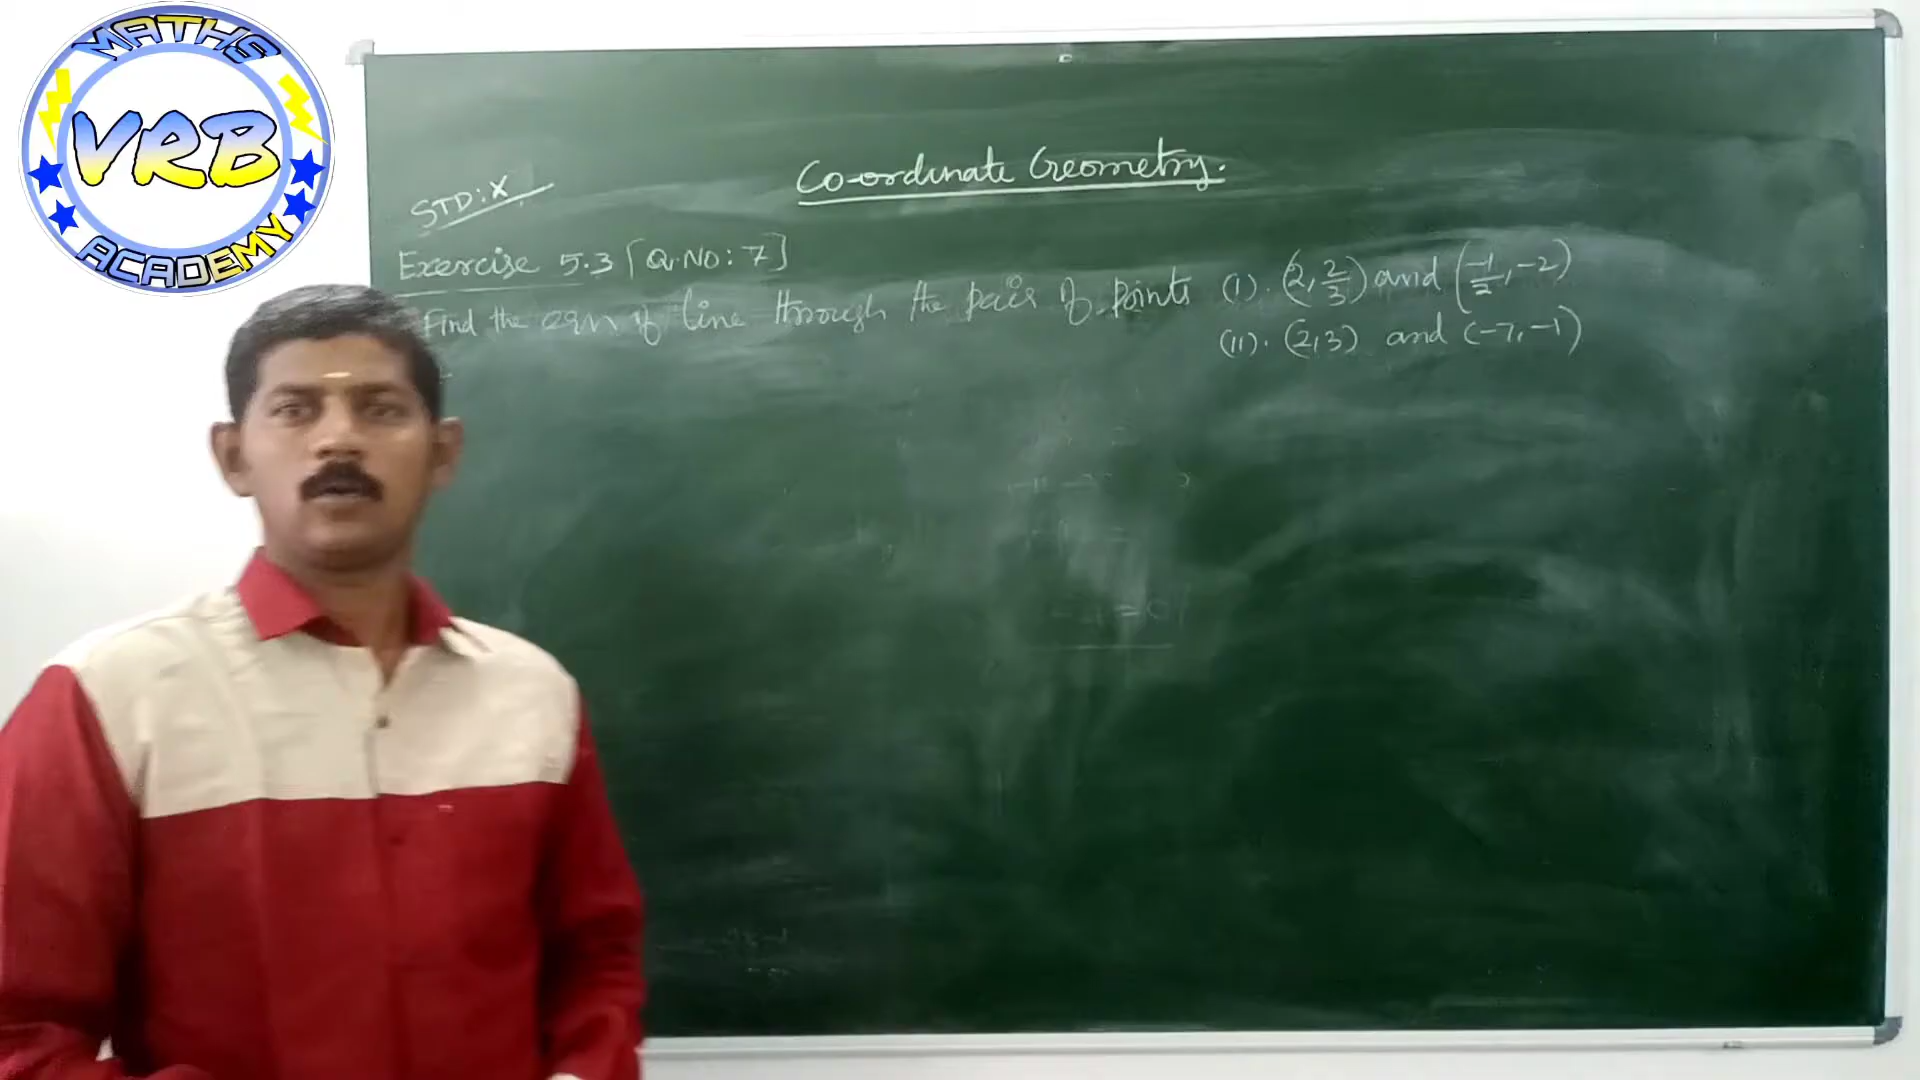 MATHS
VRB
ACADEMY
Co-ordinate Geometry.
STD: X
Exercise 5.3 [Q.NO: 7]
Find the eqn of line through the pair of points (i). (2, 2/3) and (-1/2, -2)
(ii). (2,3) and (-7,-1)